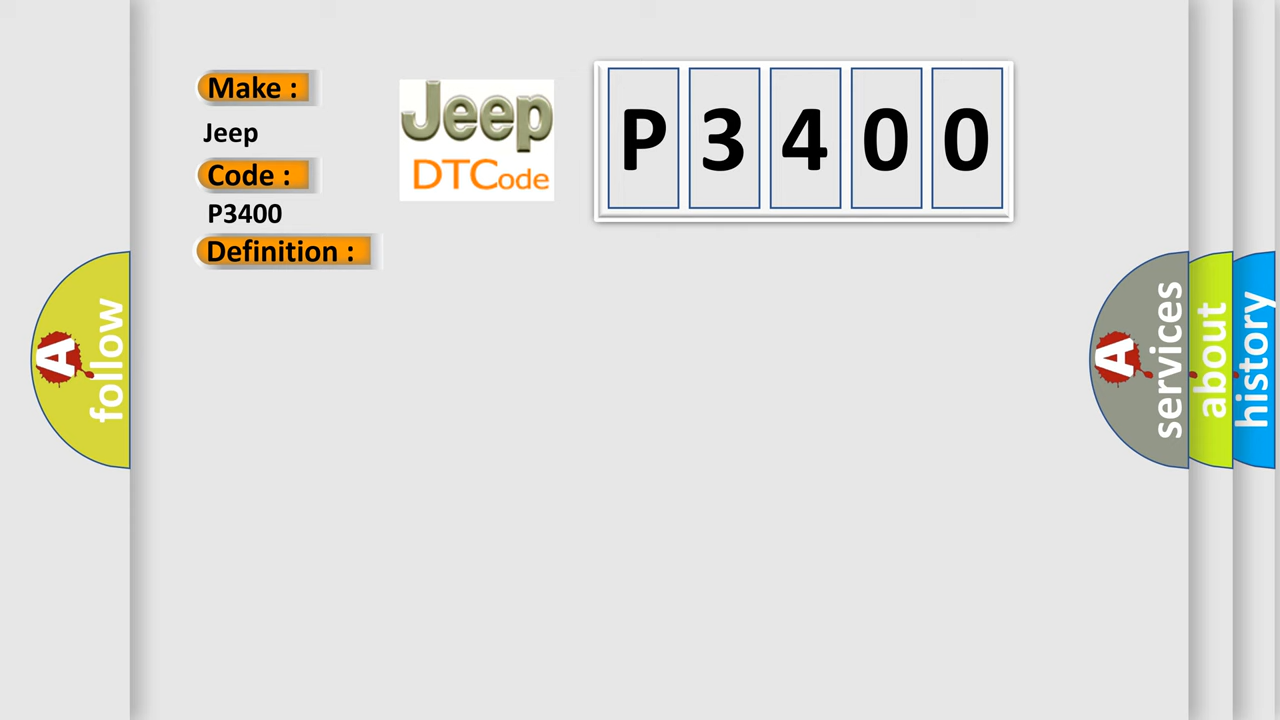 Make :
Jeep
Code :
P3400
Definition :
Jeep
DTCode
P 3 4 0 0
A follow
A services
about
history